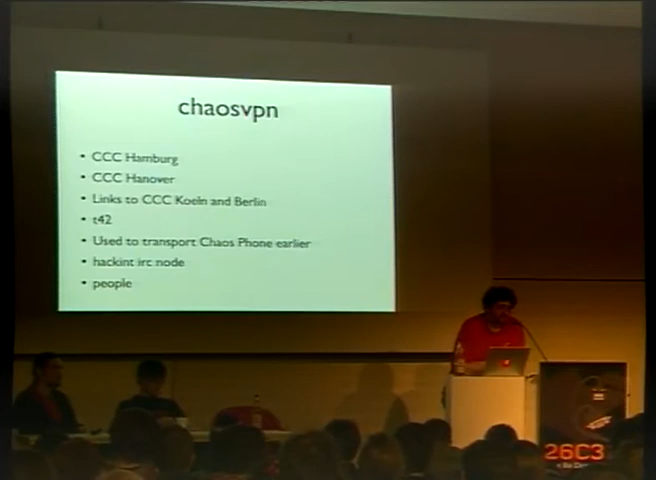 chaosvpn
• CCC Hamburg
• CCC Hanover
• Links to CCC Koeln and Berlin
• t42
• Used to transport Chaos Phone earlier
• hackint irc node
• people
26C3